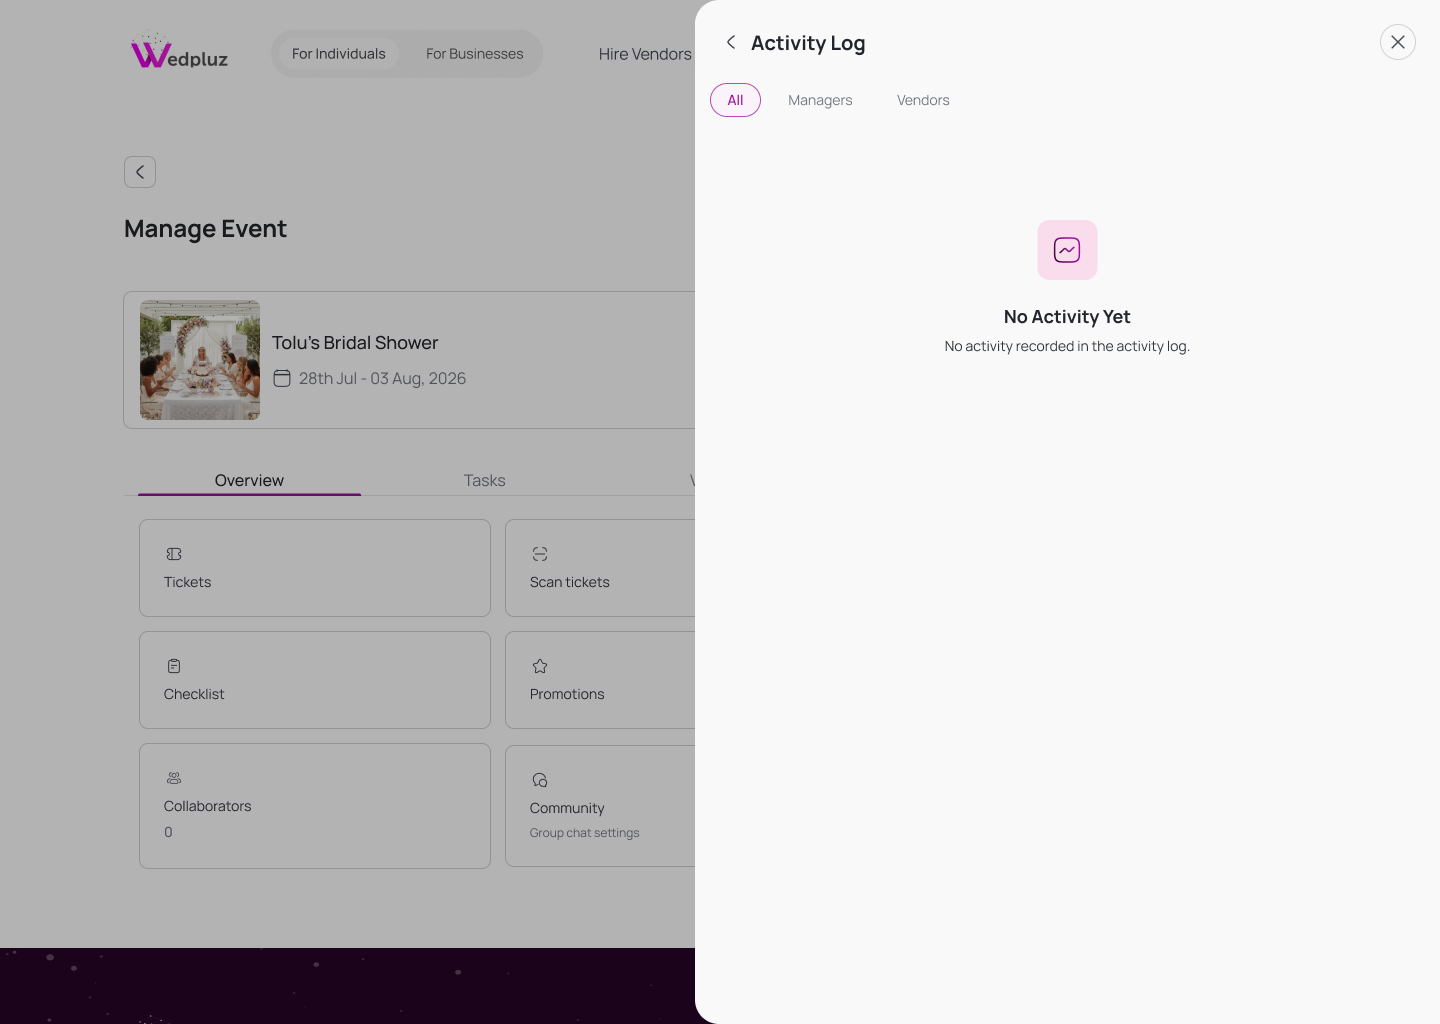 Wedpluz
For Individuals
For Businesses
Hire Vendors
Manage Event
Tolu's Bridal Shower
28th Jul - 03 Aug, 2026
Overview
Tasks
Tickets
Scan tickets
Checklist
Promotions
Collaborators
0
Community
Group chat settings
Activity Log
All
Managers
Vendors
No Activity Yet
No activity recorded in the activity log.